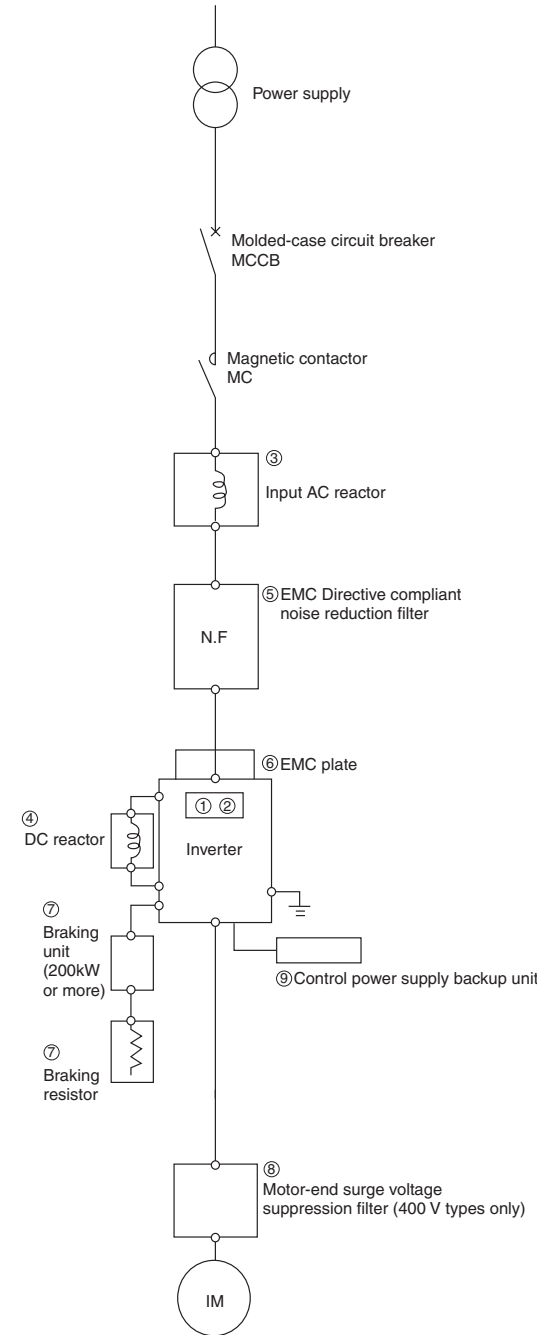 Power supply
Molded-case circuit breaker
MCCB
Magnetic contactor
MC
③
Input AC reactor
⑤EMC Directive compliant
noise reduction filter
N.F
⑥EMC plate
① ②
Inverter
④
DC reactor
⑦
Braking
unit
(200kW
or more)
⑨Control power supply backup unit
⑦
Braking
resistor
⑧
Motor-end surge voltage
suppression filter (400 V types only)
IM